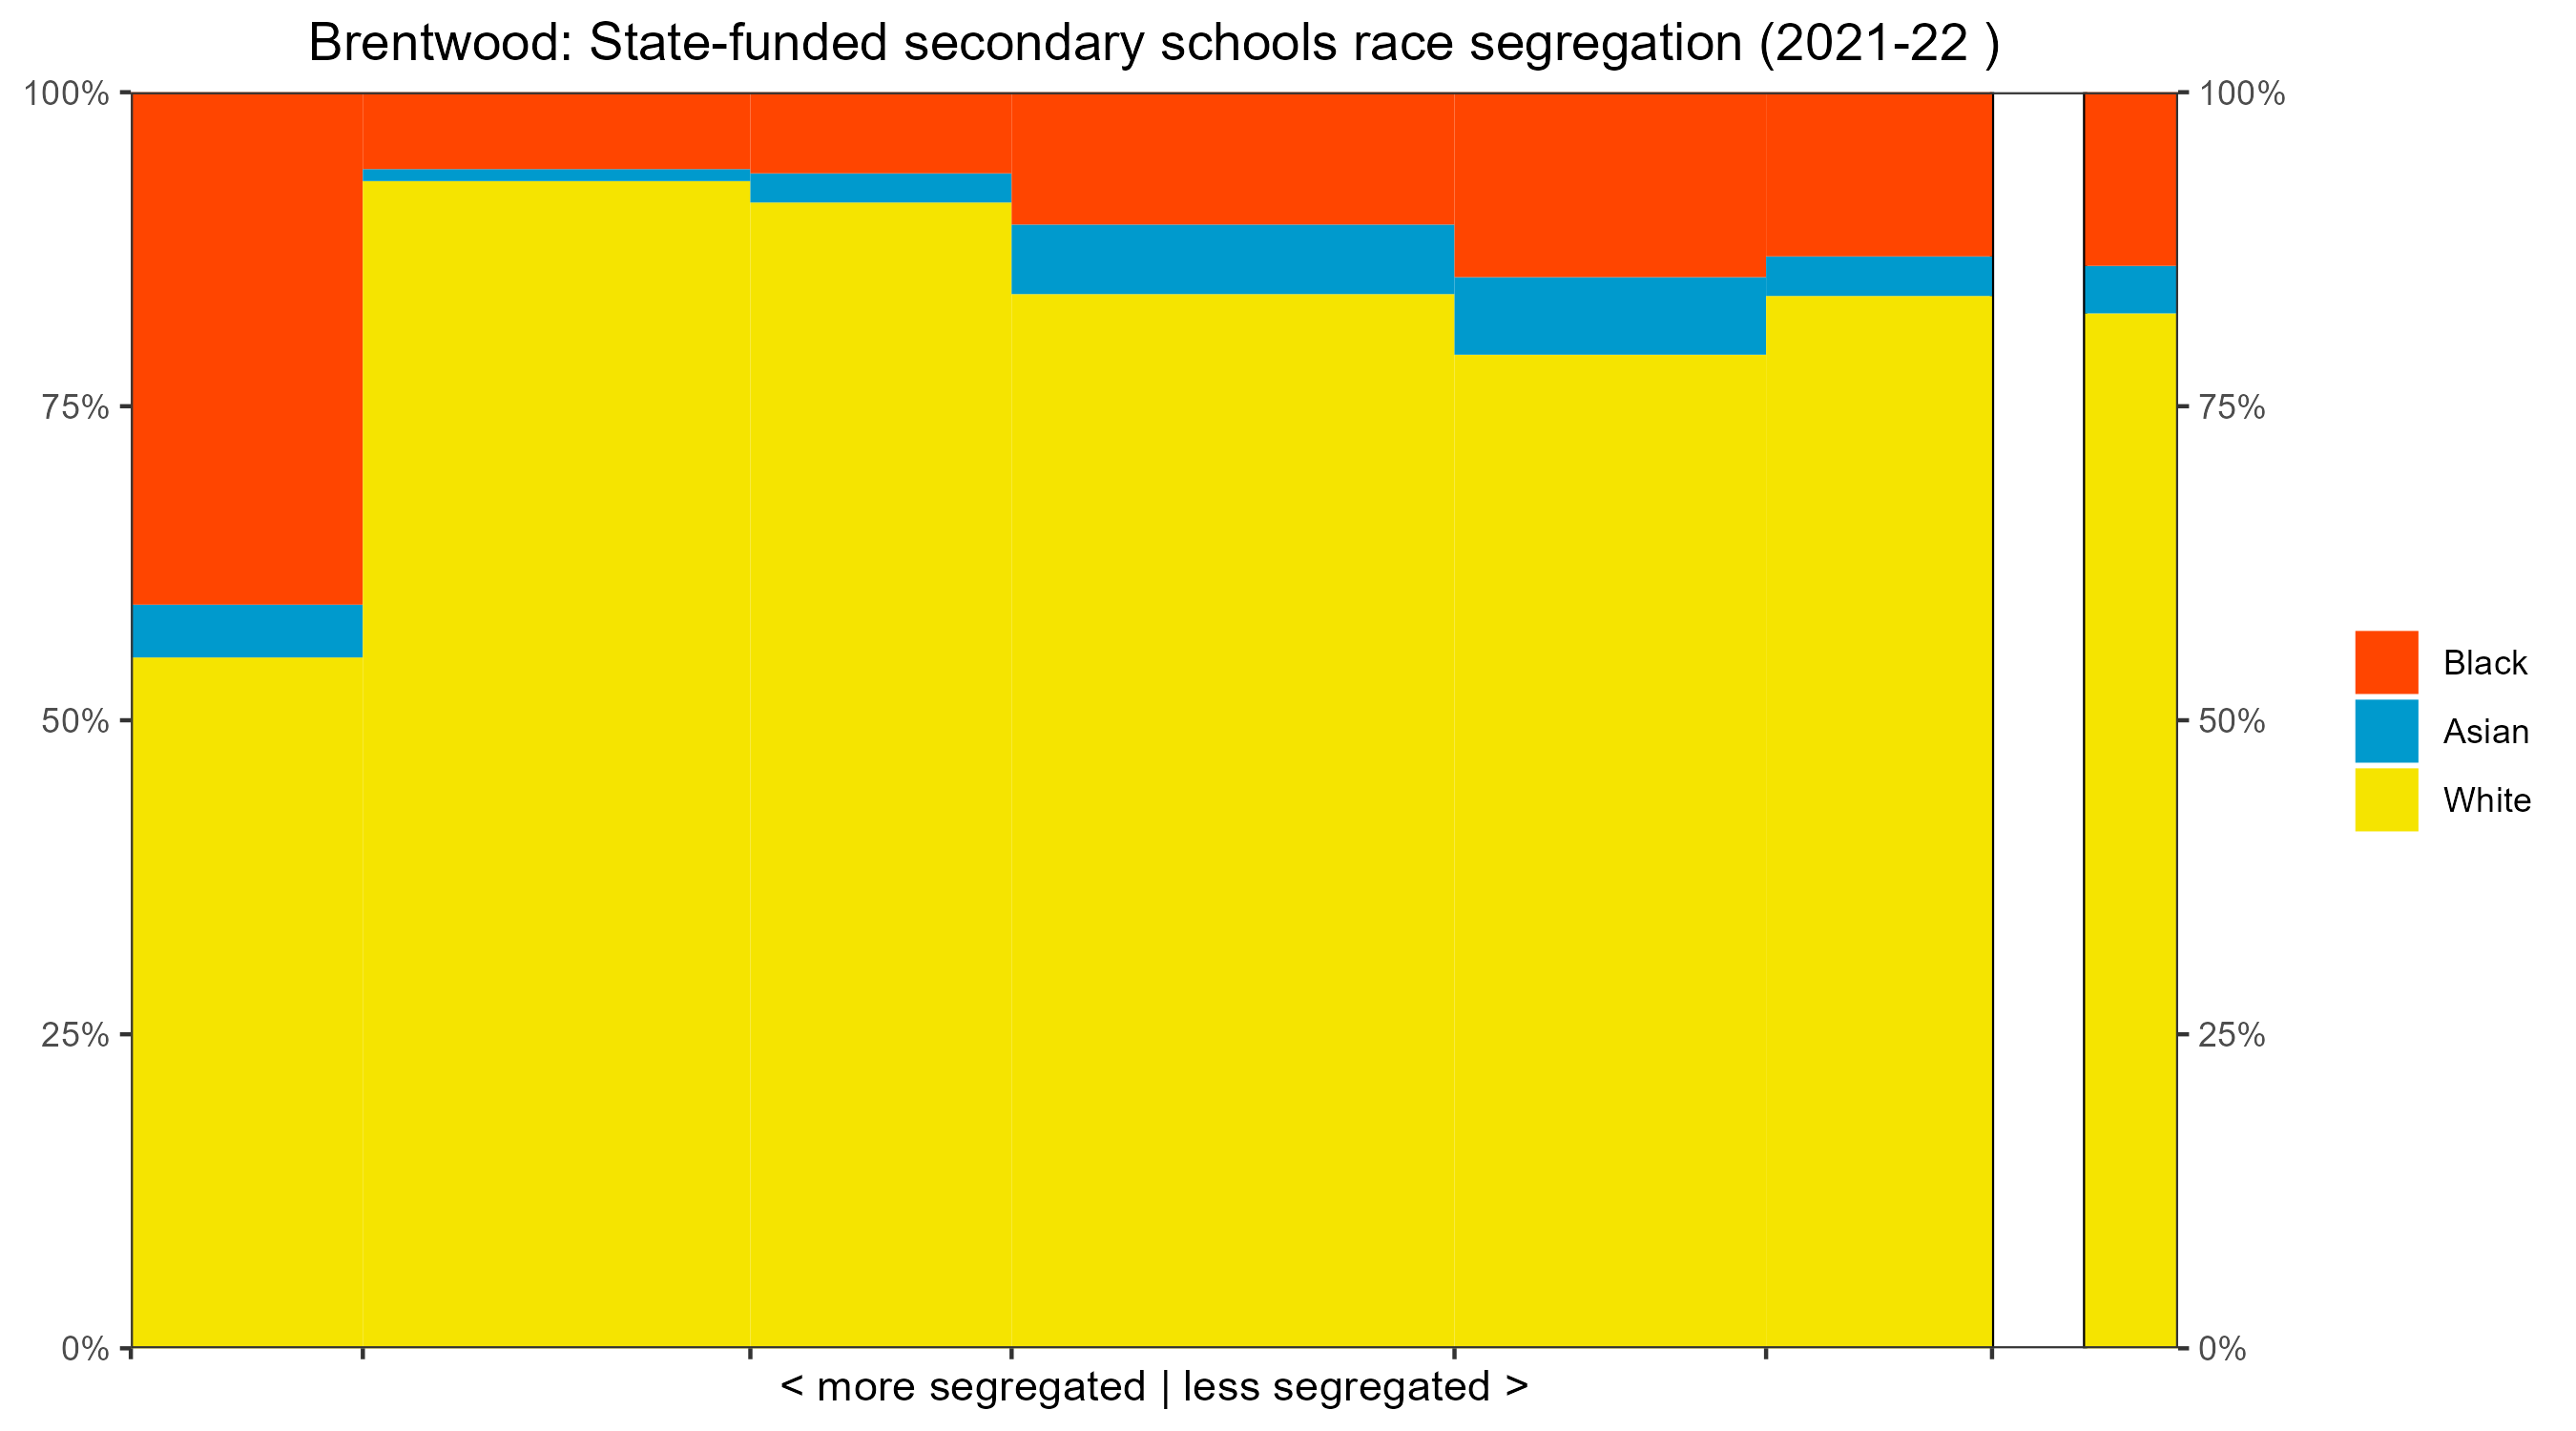 Brentwood: State-funded secondary schools race segregation (2021-22 )
100%
75%
50%
25%
0%
100%
75%
50%
25%
0%
Black
Asian
White
< more segregated | less segregated >